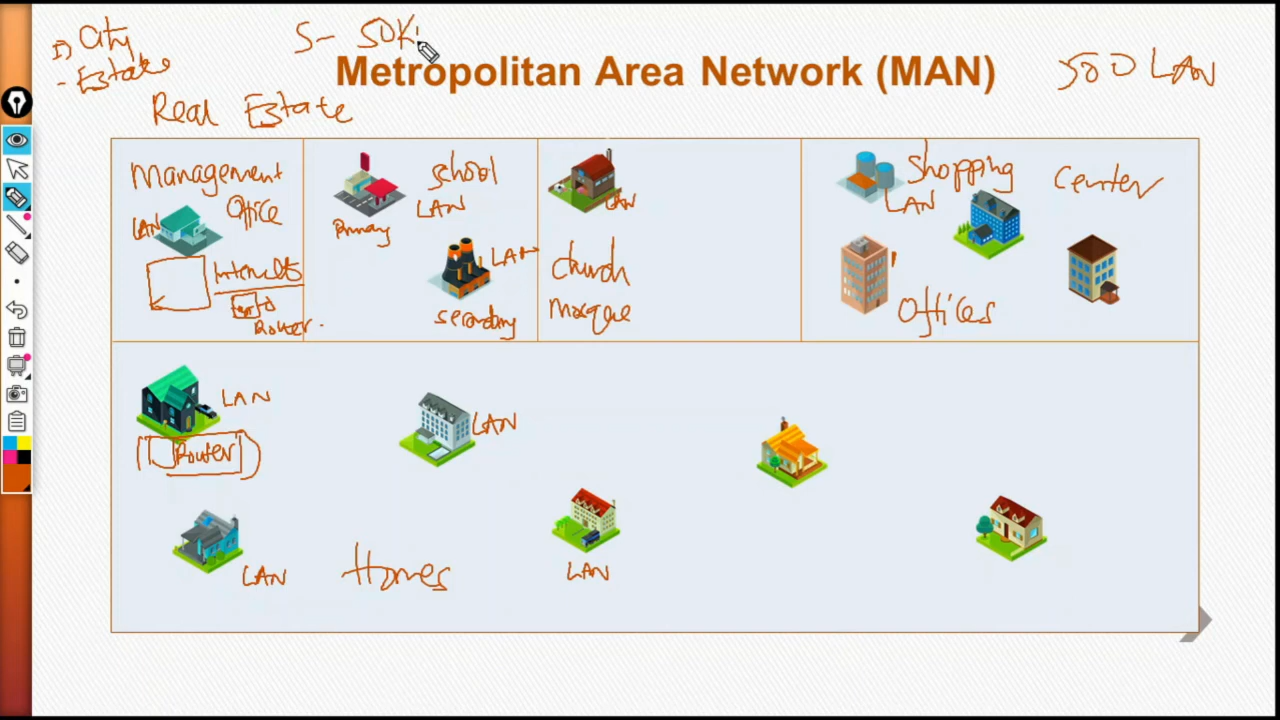 1) City
- Estate
5- 50K
Metropolitan Area Network (MAN)
500 LAN
Real Estate
Management
Office
LAN
Router.
School
LAN
Primary
LAN
Secondary
LAN
Church
Mosque
Shopping Center
LAN
Offices
LAN
Router
LAN
LAN
Homes
LAN